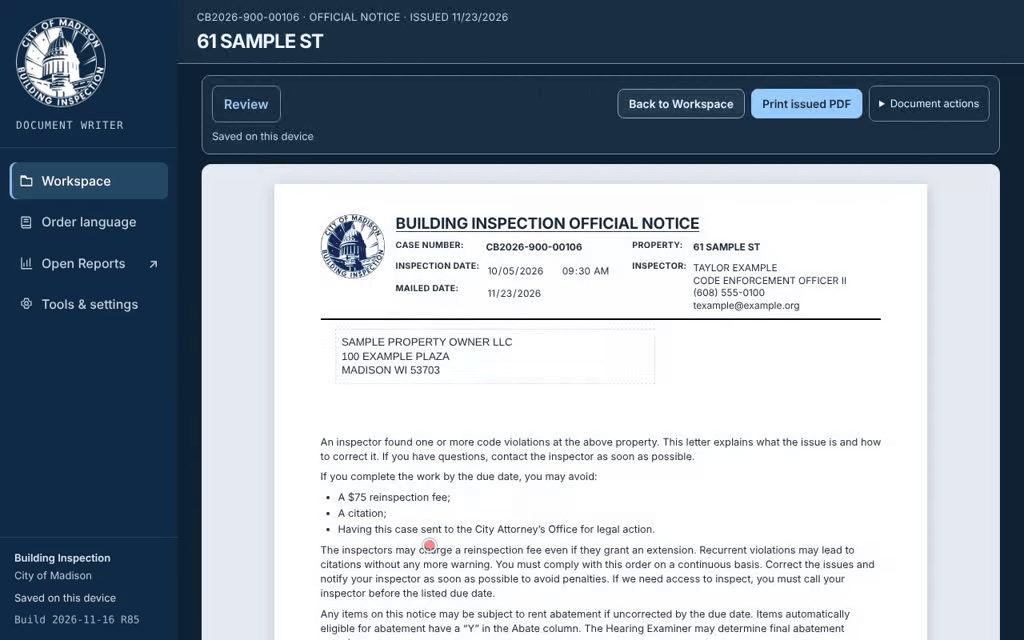 CITY OF MADISON
BUILDING INSPECTION
DOCUMENT WRITER
Workspace
Order language
Open Reports
Tools & settings
Building Inspection
City of Madison
Saved on this device
Build 2026-11-16 R85
CB2026-900-00106 · OFFICIAL NOTICE · ISSUED 11/23/2026
61 SAMPLE ST
Review
Back to Workspace
Print issued PDF
Document actions
Saved on this device
CITY OF MADISON
BUILDING INSPECTION
BUILDING INSPECTION OFFICIAL NOTICE
CASE NUMBER: CB2026-900-00106
INSPECTION DATE: 10/05/2026 09:30 AM
MAILED DATE: 11/23/2026
PROPERTY: 61 SAMPLE ST
INSPECTOR: TAYLOR EXAMPLE
CODE ENFORCEMENT OFFICER II
(608) 555-0100
texample@example.org
SAMPLE PROPERTY OWNER LLC
100 EXAMPLE PLAZA
MADISON WI 53703
An inspector found one or more code violations at the above property. This letter explains what the issue is and how
to correct it. If you have questions, contact the inspector as soon as possible.
If you complete the work by the due date, you may avoid:
• A $75 reinspection fee;
• A citation;
• Having this case sent to the City Attorney’s Office for legal action.
The inspectors may charge a reinspection fee even if they grant an extension. Recurrent violations may lead to
citations without any more warning. You must comply with this order on a continuous basis. Correct the issues and
notify your inspector as soon as possible to avoid penalties. If we need access to inspect, you must call your
inspector before the listed due date.
Any items on this notice may be subject to rent abatement if uncorrected by the due date. Items automatically
eligible for abatement have a “Y” in the Abate column. The Hearing Examiner may determine final abatement